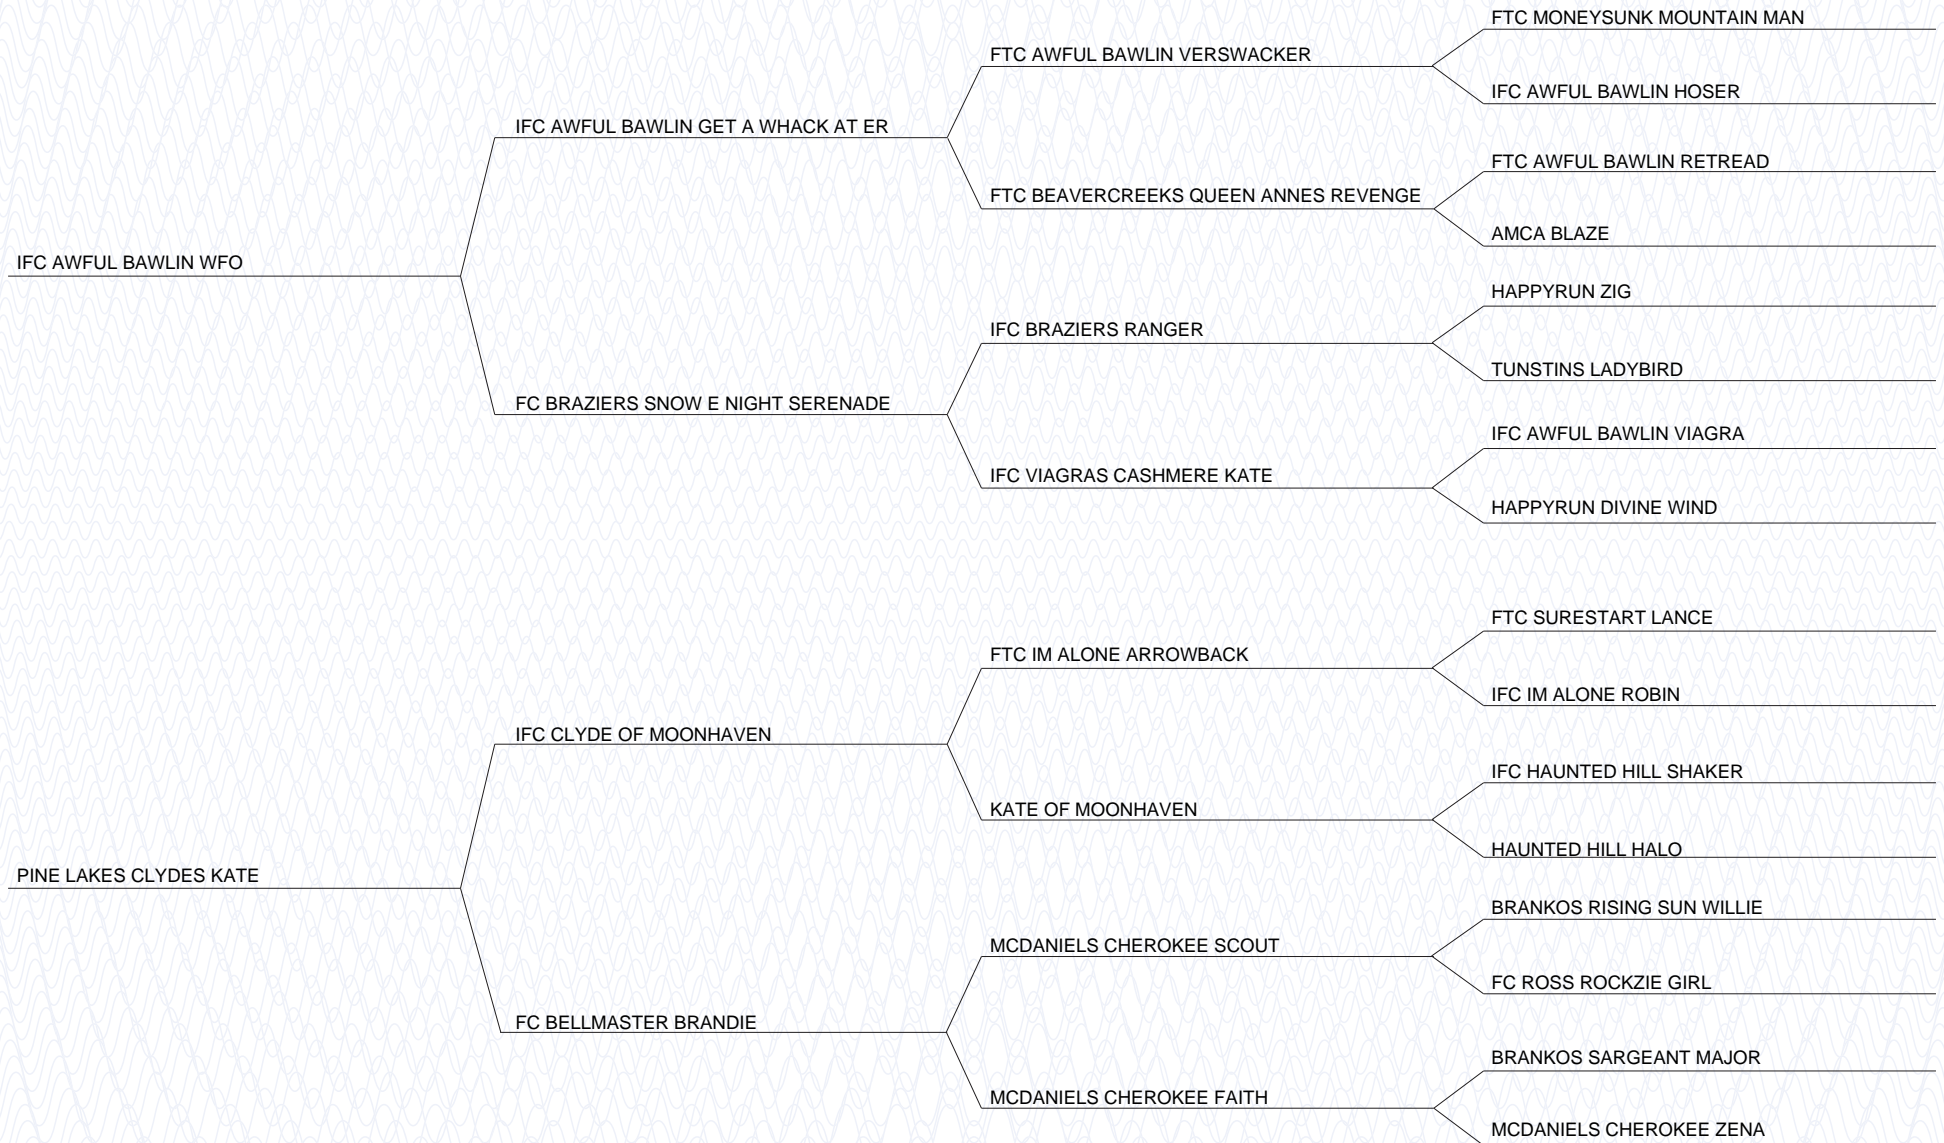 FTC MONEYSUNK MOUNTAIN MAN
FTC AWFUL BAWLIN VERSWACKER
IFC AWFUL BAWLIN HOSER
IFC AWFUL BAWLIN GET A WHACK AT ER
FTC AWFUL BAWLIN RETREAD
FTC BEAVERCREEKS QUEEN ANNES REVENGE
AMCA BLAZE
IFC AWFUL BAWLIN WFO
HAPPYRUN ZIG
IFC BRAZIERS RANGER
TUNSTINS LADYBIRD
FC BRAZIERS SNOW E NIGHT SERENADE
IFC AWFUL BAWLIN VIAGRA
IFC VIAGRAS CASHMERE KATE
HAPPYRUN DIVINE WIND
FTC SURESTART LANCE
FTC IM ALONE ARROWBACK
IFC IM ALONE ROBIN
IFC CLYDE OF MOONHAVEN
IFC HAUNTED HILL SHAKER
KATE OF MOONHAVEN
HAUNTED HILL HALO
PINE LAKES CLYDES KATE
BRANKOS RISING SUN WILLIE
MCDANIELS CHEROKEE SCOUT
FC ROSS ROCKZIE GIRL
FC BELLMASTER BRANDIE
BRANKOS SARGEANT MAJOR
MCDANIELS CHEROKEE FAITH
MCDANIELS CHEROKEE ZENA